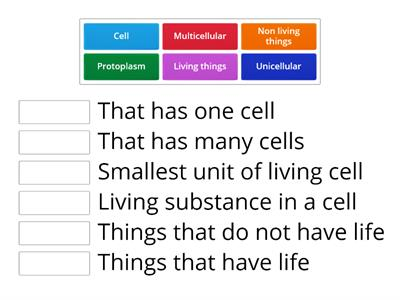 Cell
Multicellular
Non living
things
Protoplasm
Living things
Unicellular
That has one cell
That has many cells
Smallest unit of living cell
Living substance in a cell
Things that do not have life
Things that have life